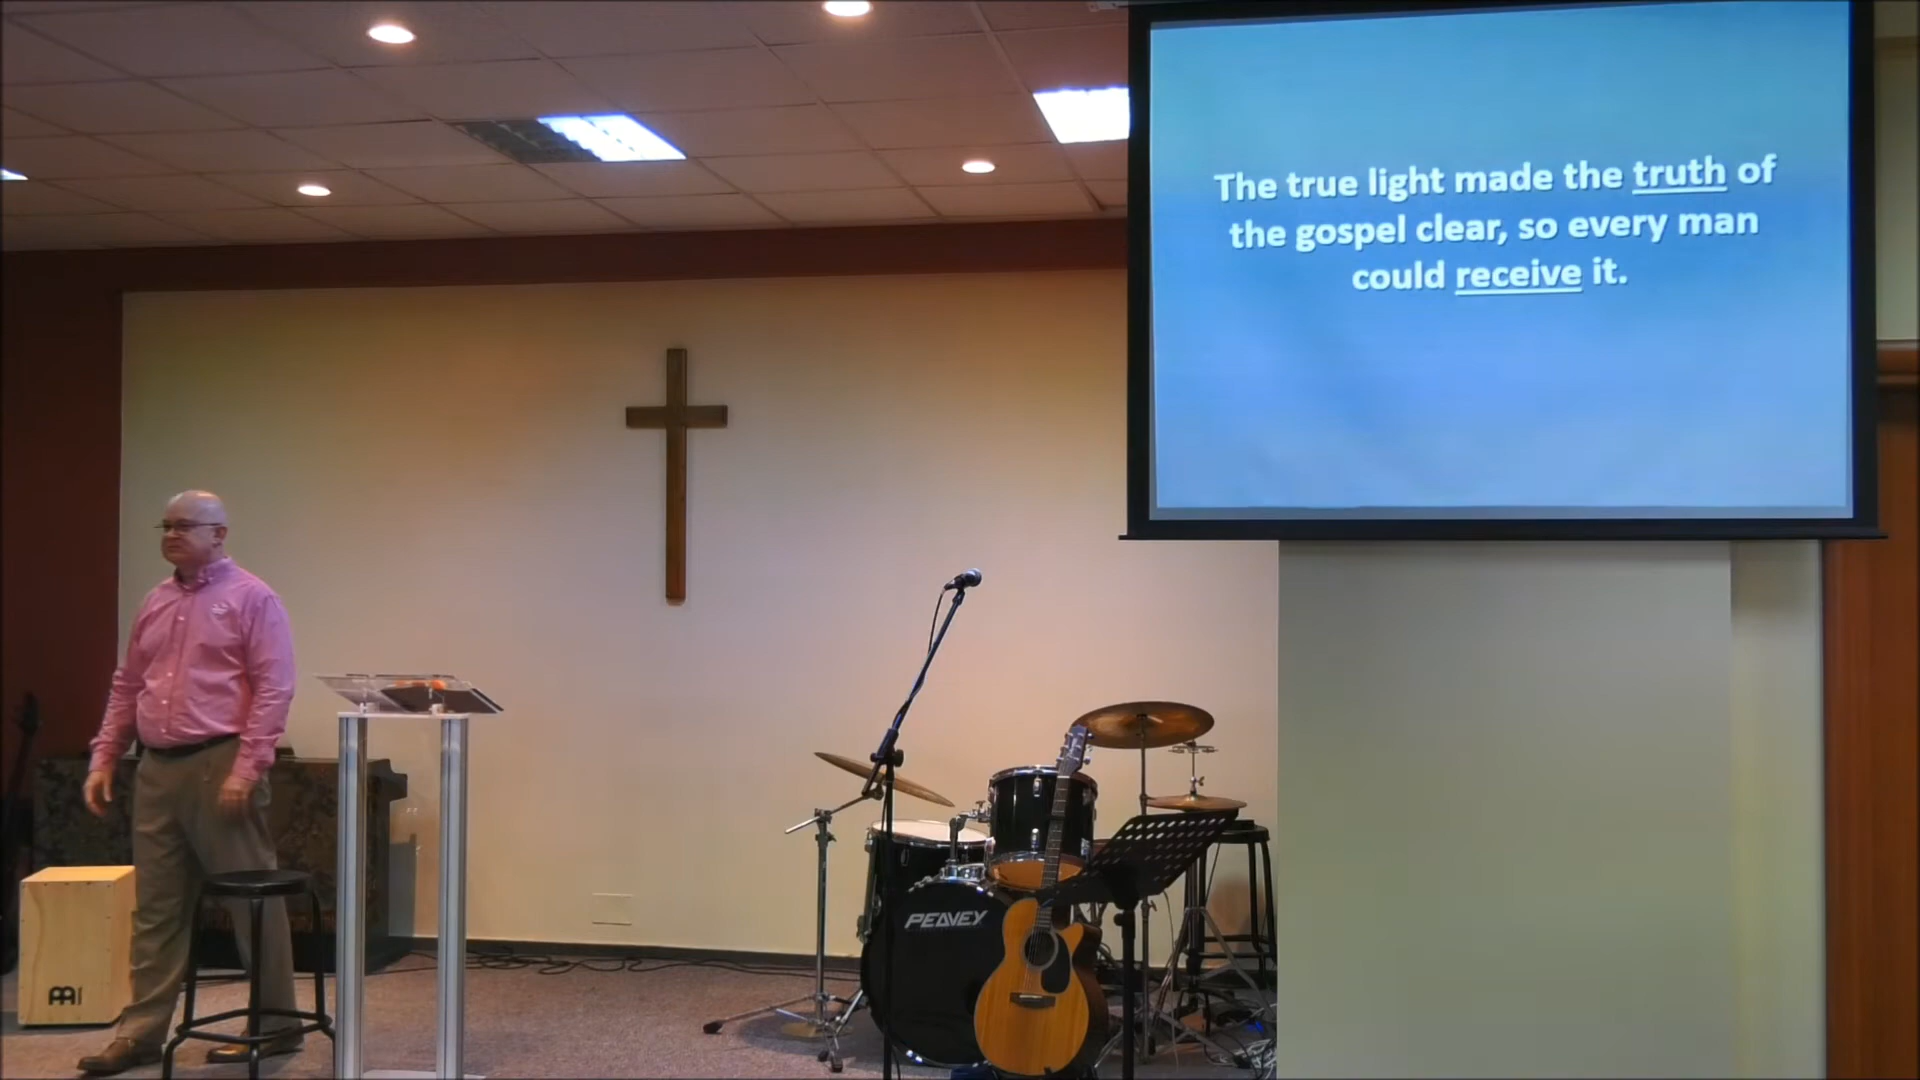 The true light made the truth of
the gospel clear, so every man
could receive it.
PEAVEY